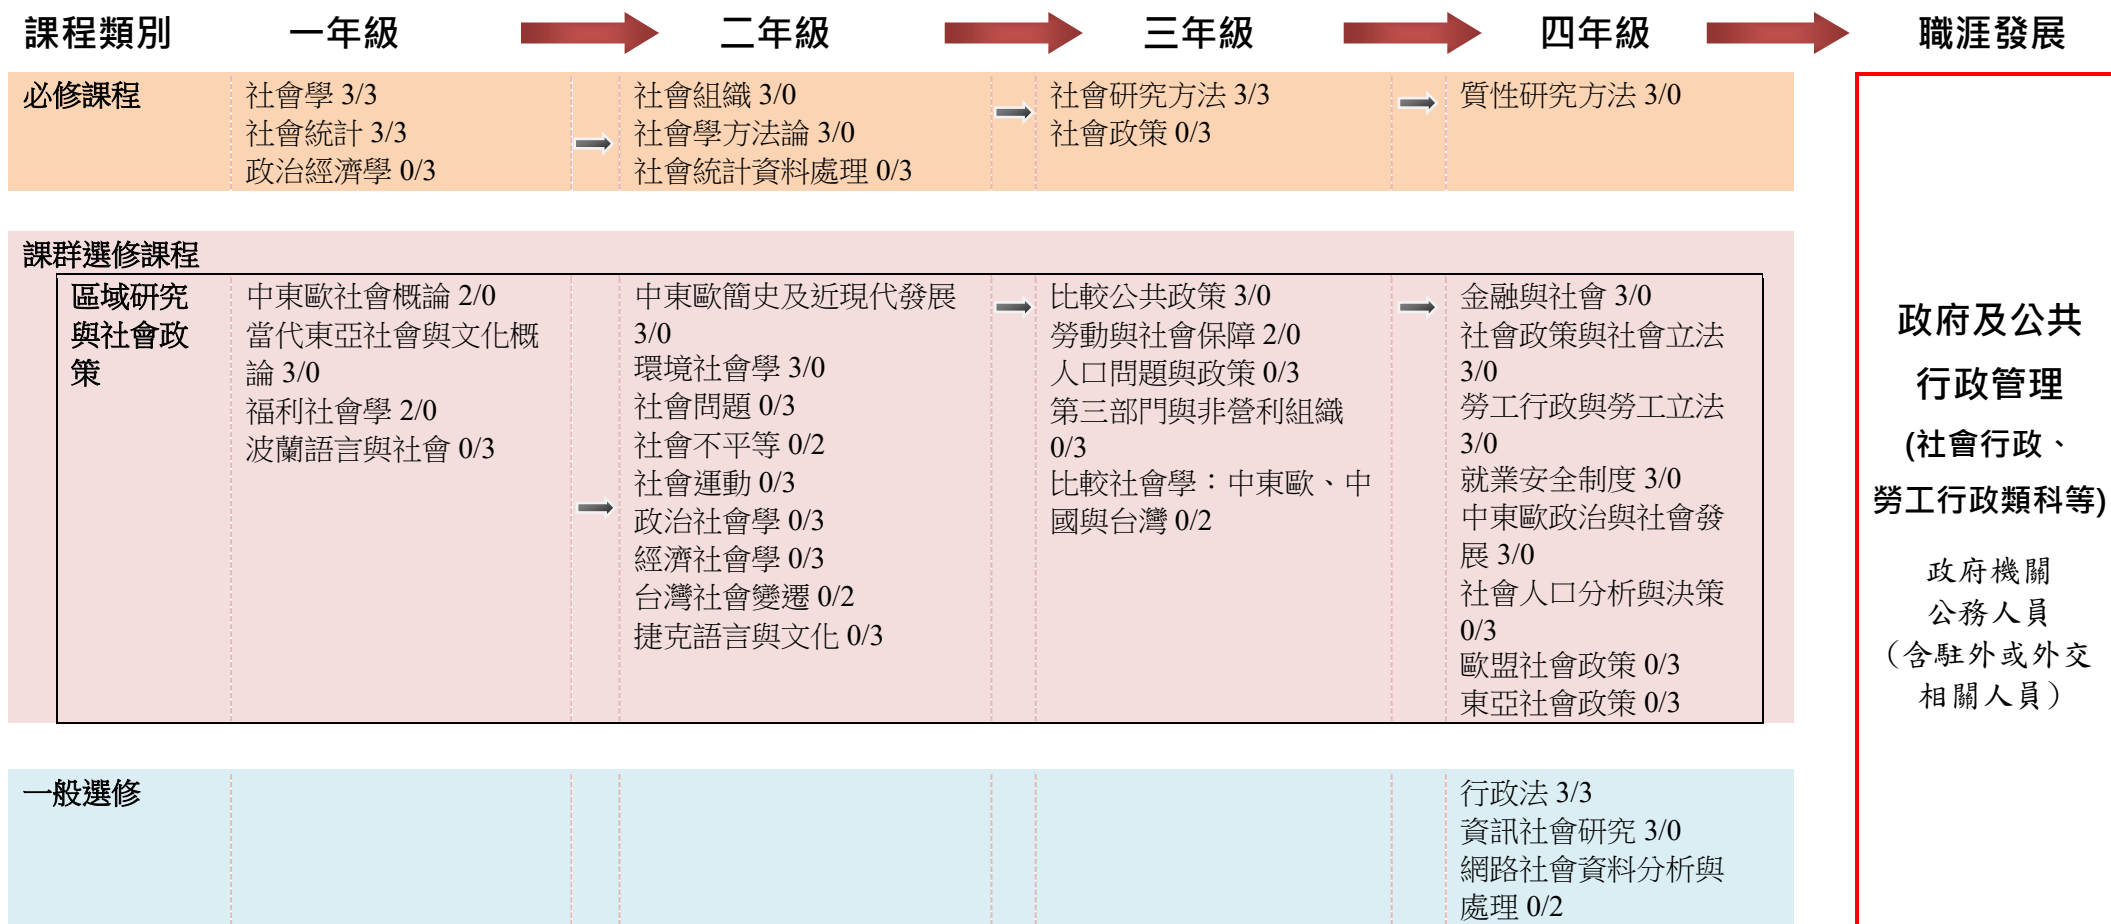 課程類別
一年級
二年級
三年級
四年級
職涯發展
必修課程
社會學 3/3
社會統計 3/3
政治經濟學 0/3
社會組織 3/0
社會學方法論 3/0
社會統計資料處理 0/3
社會研究方法 3/3
社會政策 0/3
質性研究方法 3/0
課群選修課程
區域研究
與社會政
策
中東歐社會概論 2/0
當代東亞社會與文化概
論 3/0
福利社會學 2/0
波蘭語言與社會 0/3
中東歐簡史及近現代發展
3/0
環境社會學 3/0
社會問題 0/3
社會不平等 0/2
社會運動 0/3
政治社會學 0/3
經濟社會學 0/3
台灣社會變遷 0/2
捷克語言與文化 0/3
比較公共政策 3/0
勞動與社會保障 2/0
人口問題與政策 0/3
第三部門與非營利組織
0/3
比較社會學：中東歐、中
國與台灣 0/2
金融與社會 3/0
社會政策與社會立法
3/0
勞工行政與勞工立法
3/0
就業安全制度 3/0
中東歐政治與社會發
展 3/0
社會人口分析與決策
0/3
歐盟社會政策 0/3
東亞社會政策 0/3
一般選修
行政法 3/3
資訊社會研究 3/0
網路社會資料分析與
處理 0/2
政府及公共
行政管理
(社會行政、
勞工行政類科等)
政府機關
公務人員
（含駐外或外交
相關人員）